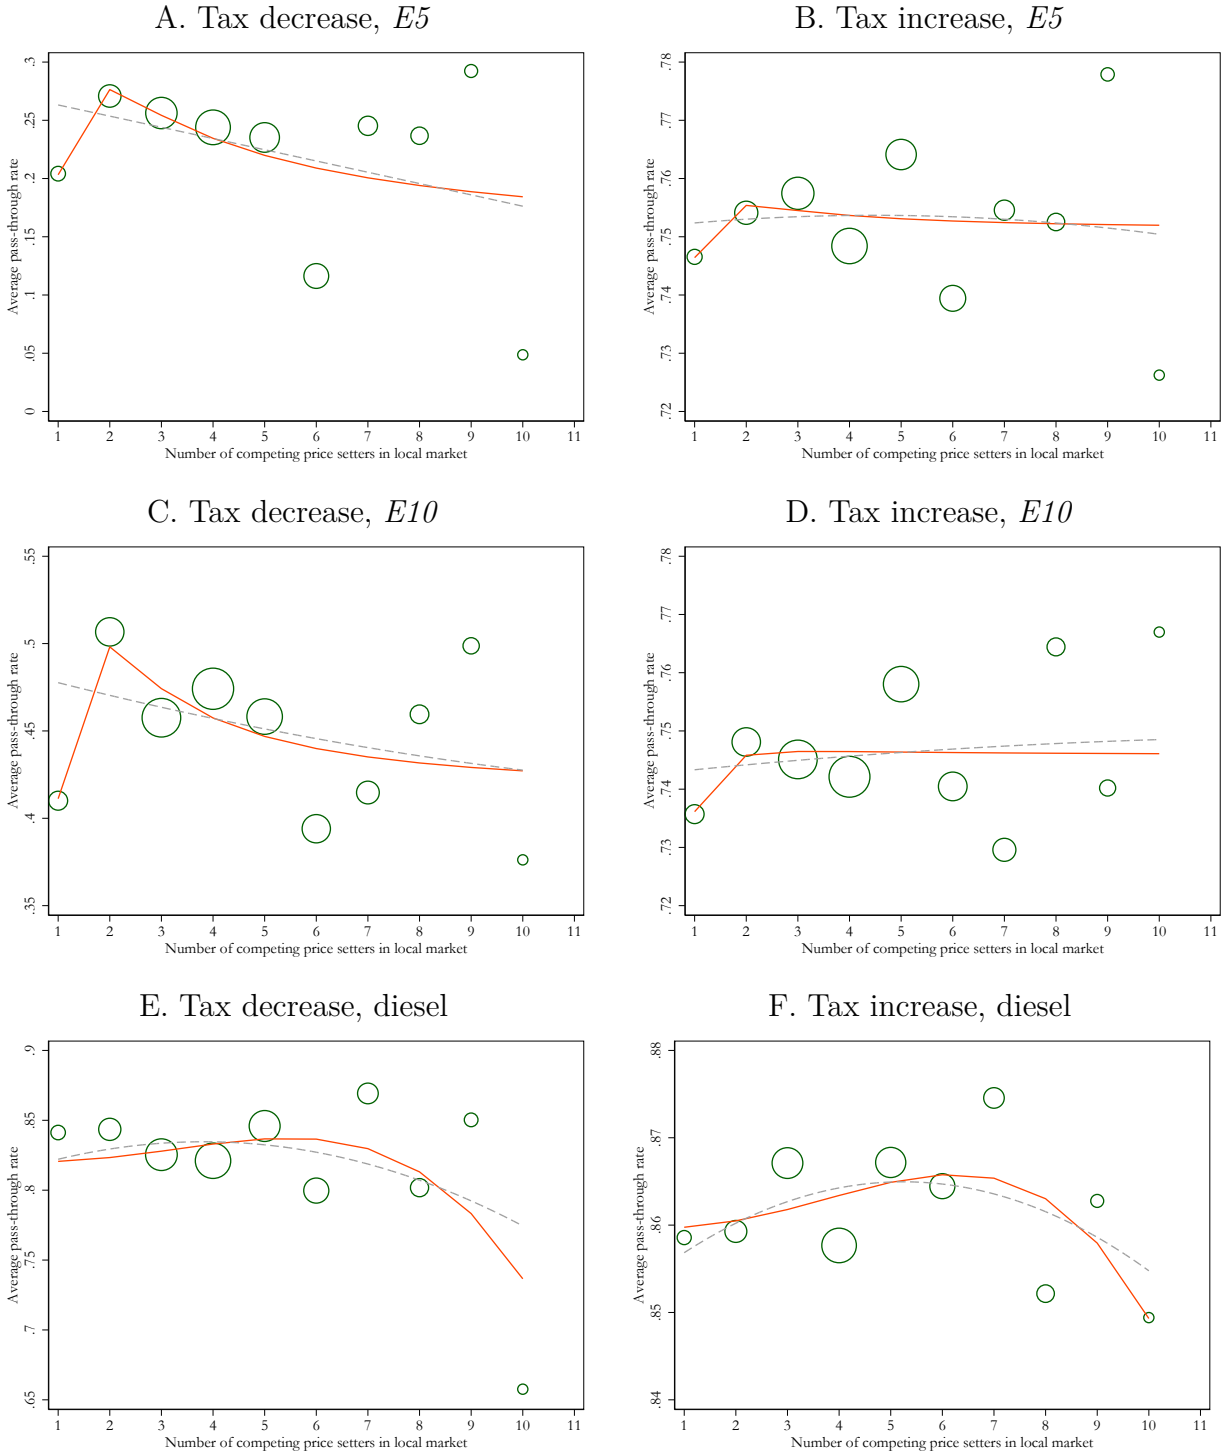 A. Tax decrease, E5
B. Tax increase, E5
Average pass-through rate
.3
.25
.2
.15
.1
.05
0
1 2 3 4 5 6 7 8 9 10 11
Number of competing price setters in local market
Average pass-through rate
.78
.77
.76
.75
.74
.73
.72
1 2 3 4 5 6 7 8 9 10 11
Number of competing price setters in local market
C. Tax decrease, E10
D. Tax increase, E10
Average pass-through rate
.55
.5
.45
.4
.35
1 2 3 4 5 6 7 8 9 10 11
Number of competing price setters in local market
Average pass-through rate
.78
.77
.76
.75
.74
.73
.72
1 2 3 4 5 6 7 8 9 10 11
Number of competing price setters in local market
E. Tax decrease, diesel
F. Tax increase, diesel
Average pass-through rate
.9
.85
.8
.75
.7
.65
1 2 3 4 5 6 7 8 9 10 11
Number of competing price setters in local market
Average pass-through rate
.88
.87
.86
.85
.84
1 2 3 4 5 6 7 8 9 10 11
Number of competing price setters in local market